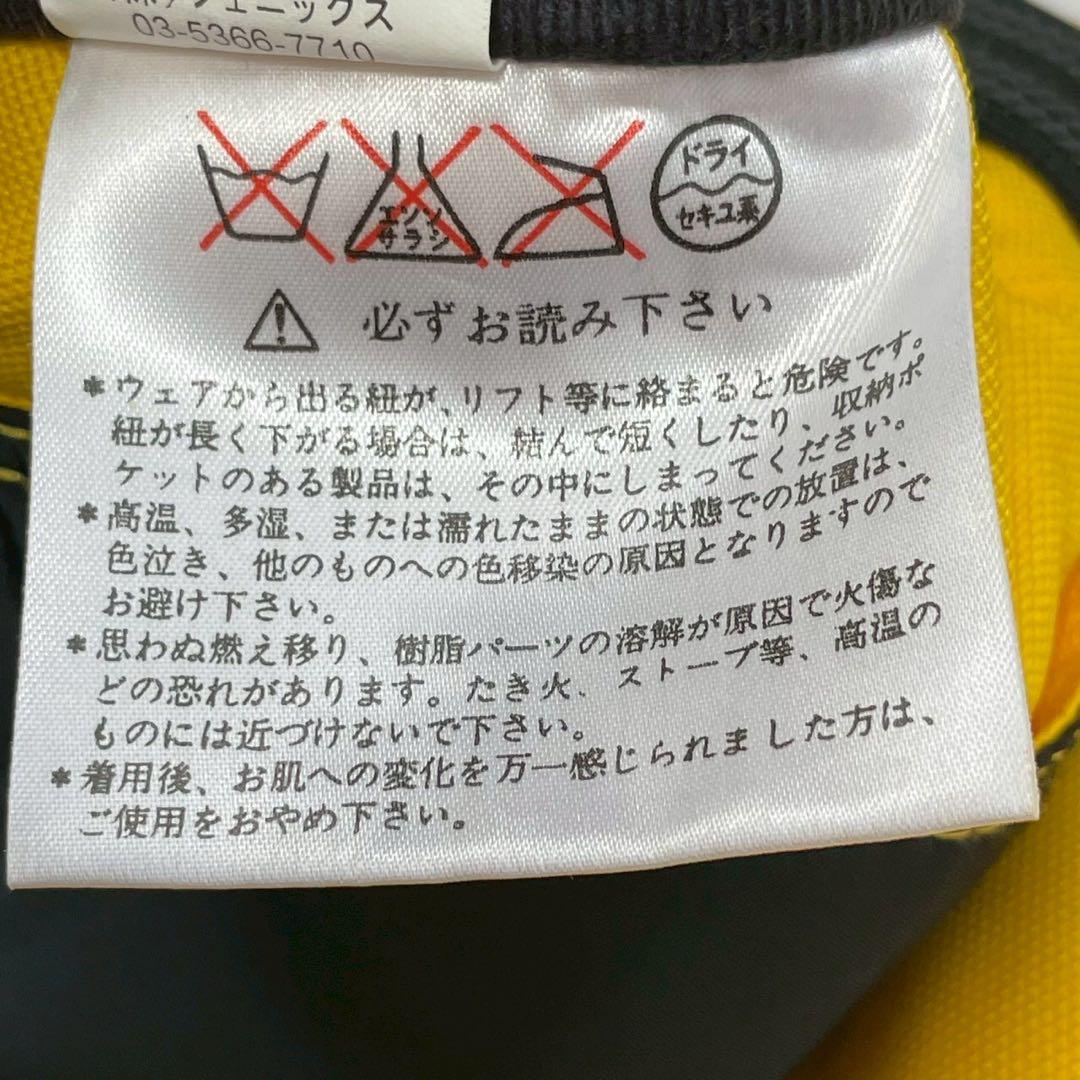 フェニックス
03-5366-7710
エンソ
サラシ
ドライ
セキユ系
必ずお読み下さい
*ウェアから出る紐が、リフト等に絡まると危険です。
紐が長く下がる場合は、結んで短くしたり、収納ポ
ケットのある製品は、その中にしまってください。
*高温、多湿、または濡れたままの状態での放置は、
色泣き、他のものへの色移染の原因となりますので
お避け下さい。
*思わぬ燃え移り、樹脂パーツの溶解が原因で火傷な
どの恐れがあります。たき火、ストーブ等、高温の
ものには近づけないで下さい。
*着用後、お肌への変化を万一感じられました方は、
ご使用をおやめ下さい。